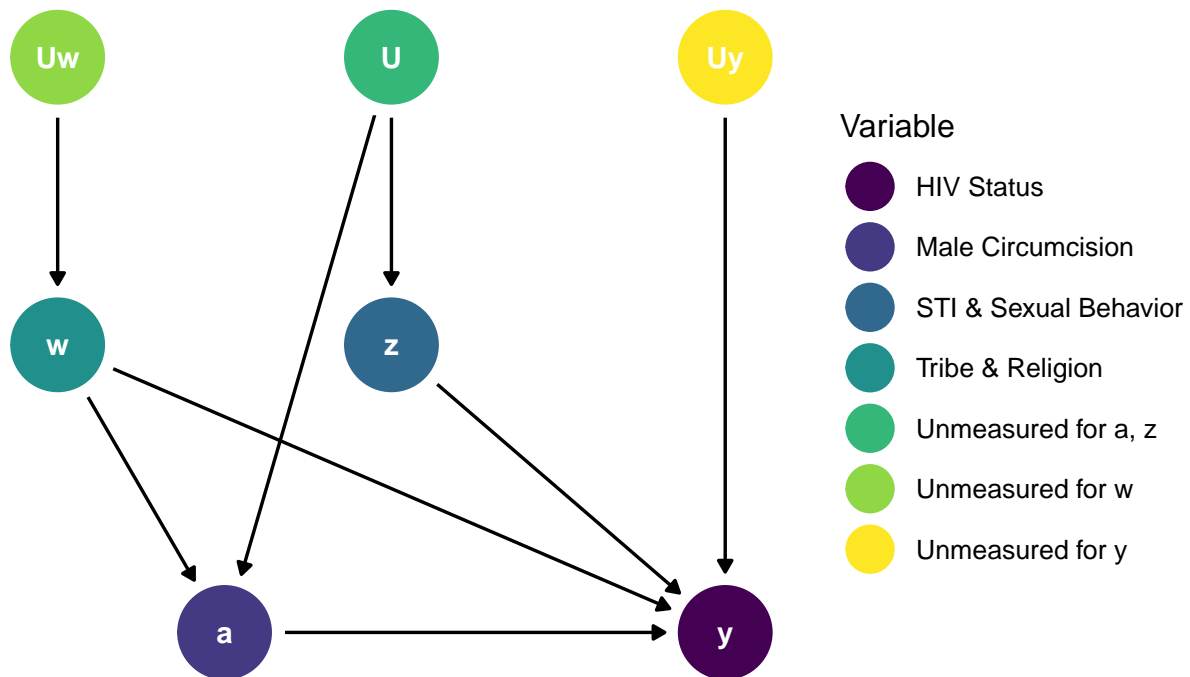 Uw
U
Uy
w
z
a
y
Variable
HIV Status
Male Circumcision
STI & Sexual Behavior
Tribe & Religion
Unmeasured for a, z
Unmeasured for w
Unmeasured for y